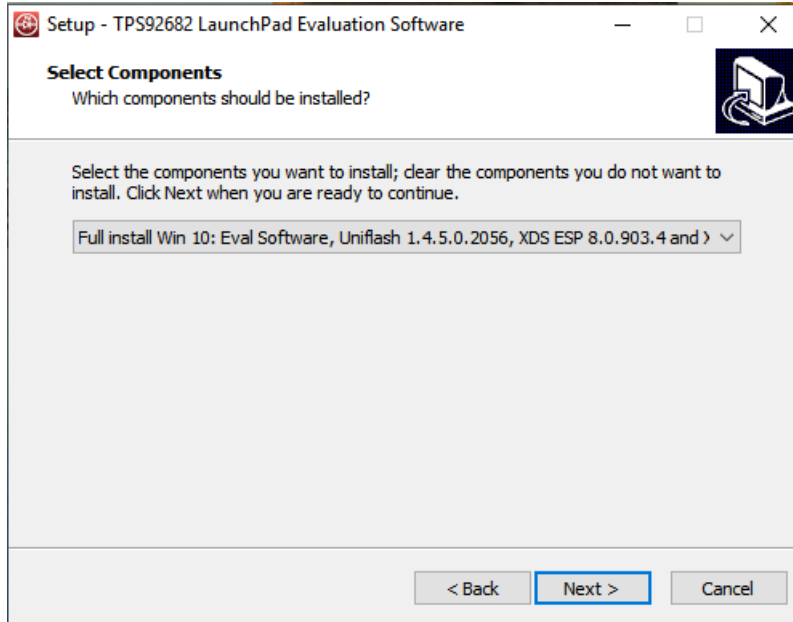 Setup - TPS92682 LaunchPad Evaluation Software
Select Components
Which components should be installed?
Select the components you want to install; clear the components you do not want to
install. Click Next when you are ready to continue.
Full install Win 10: Eval Software, Uniflash 1.4.5.0.2056, XDS ESP 8.0.903.4 and
< Back Next > Cancel